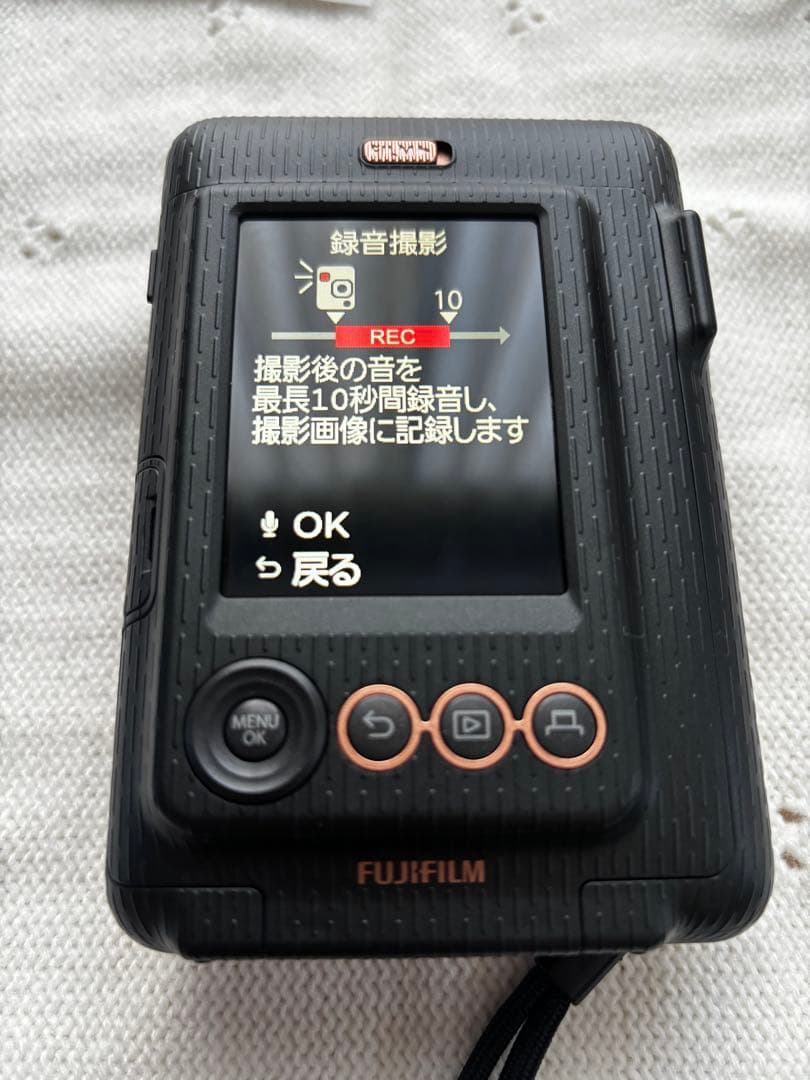 録音撮影
10
REC
撮影後の音を
最長10秒間録音し、
撮影画像に記録します
OK
戻る
MENU
OK
FUJIFILM